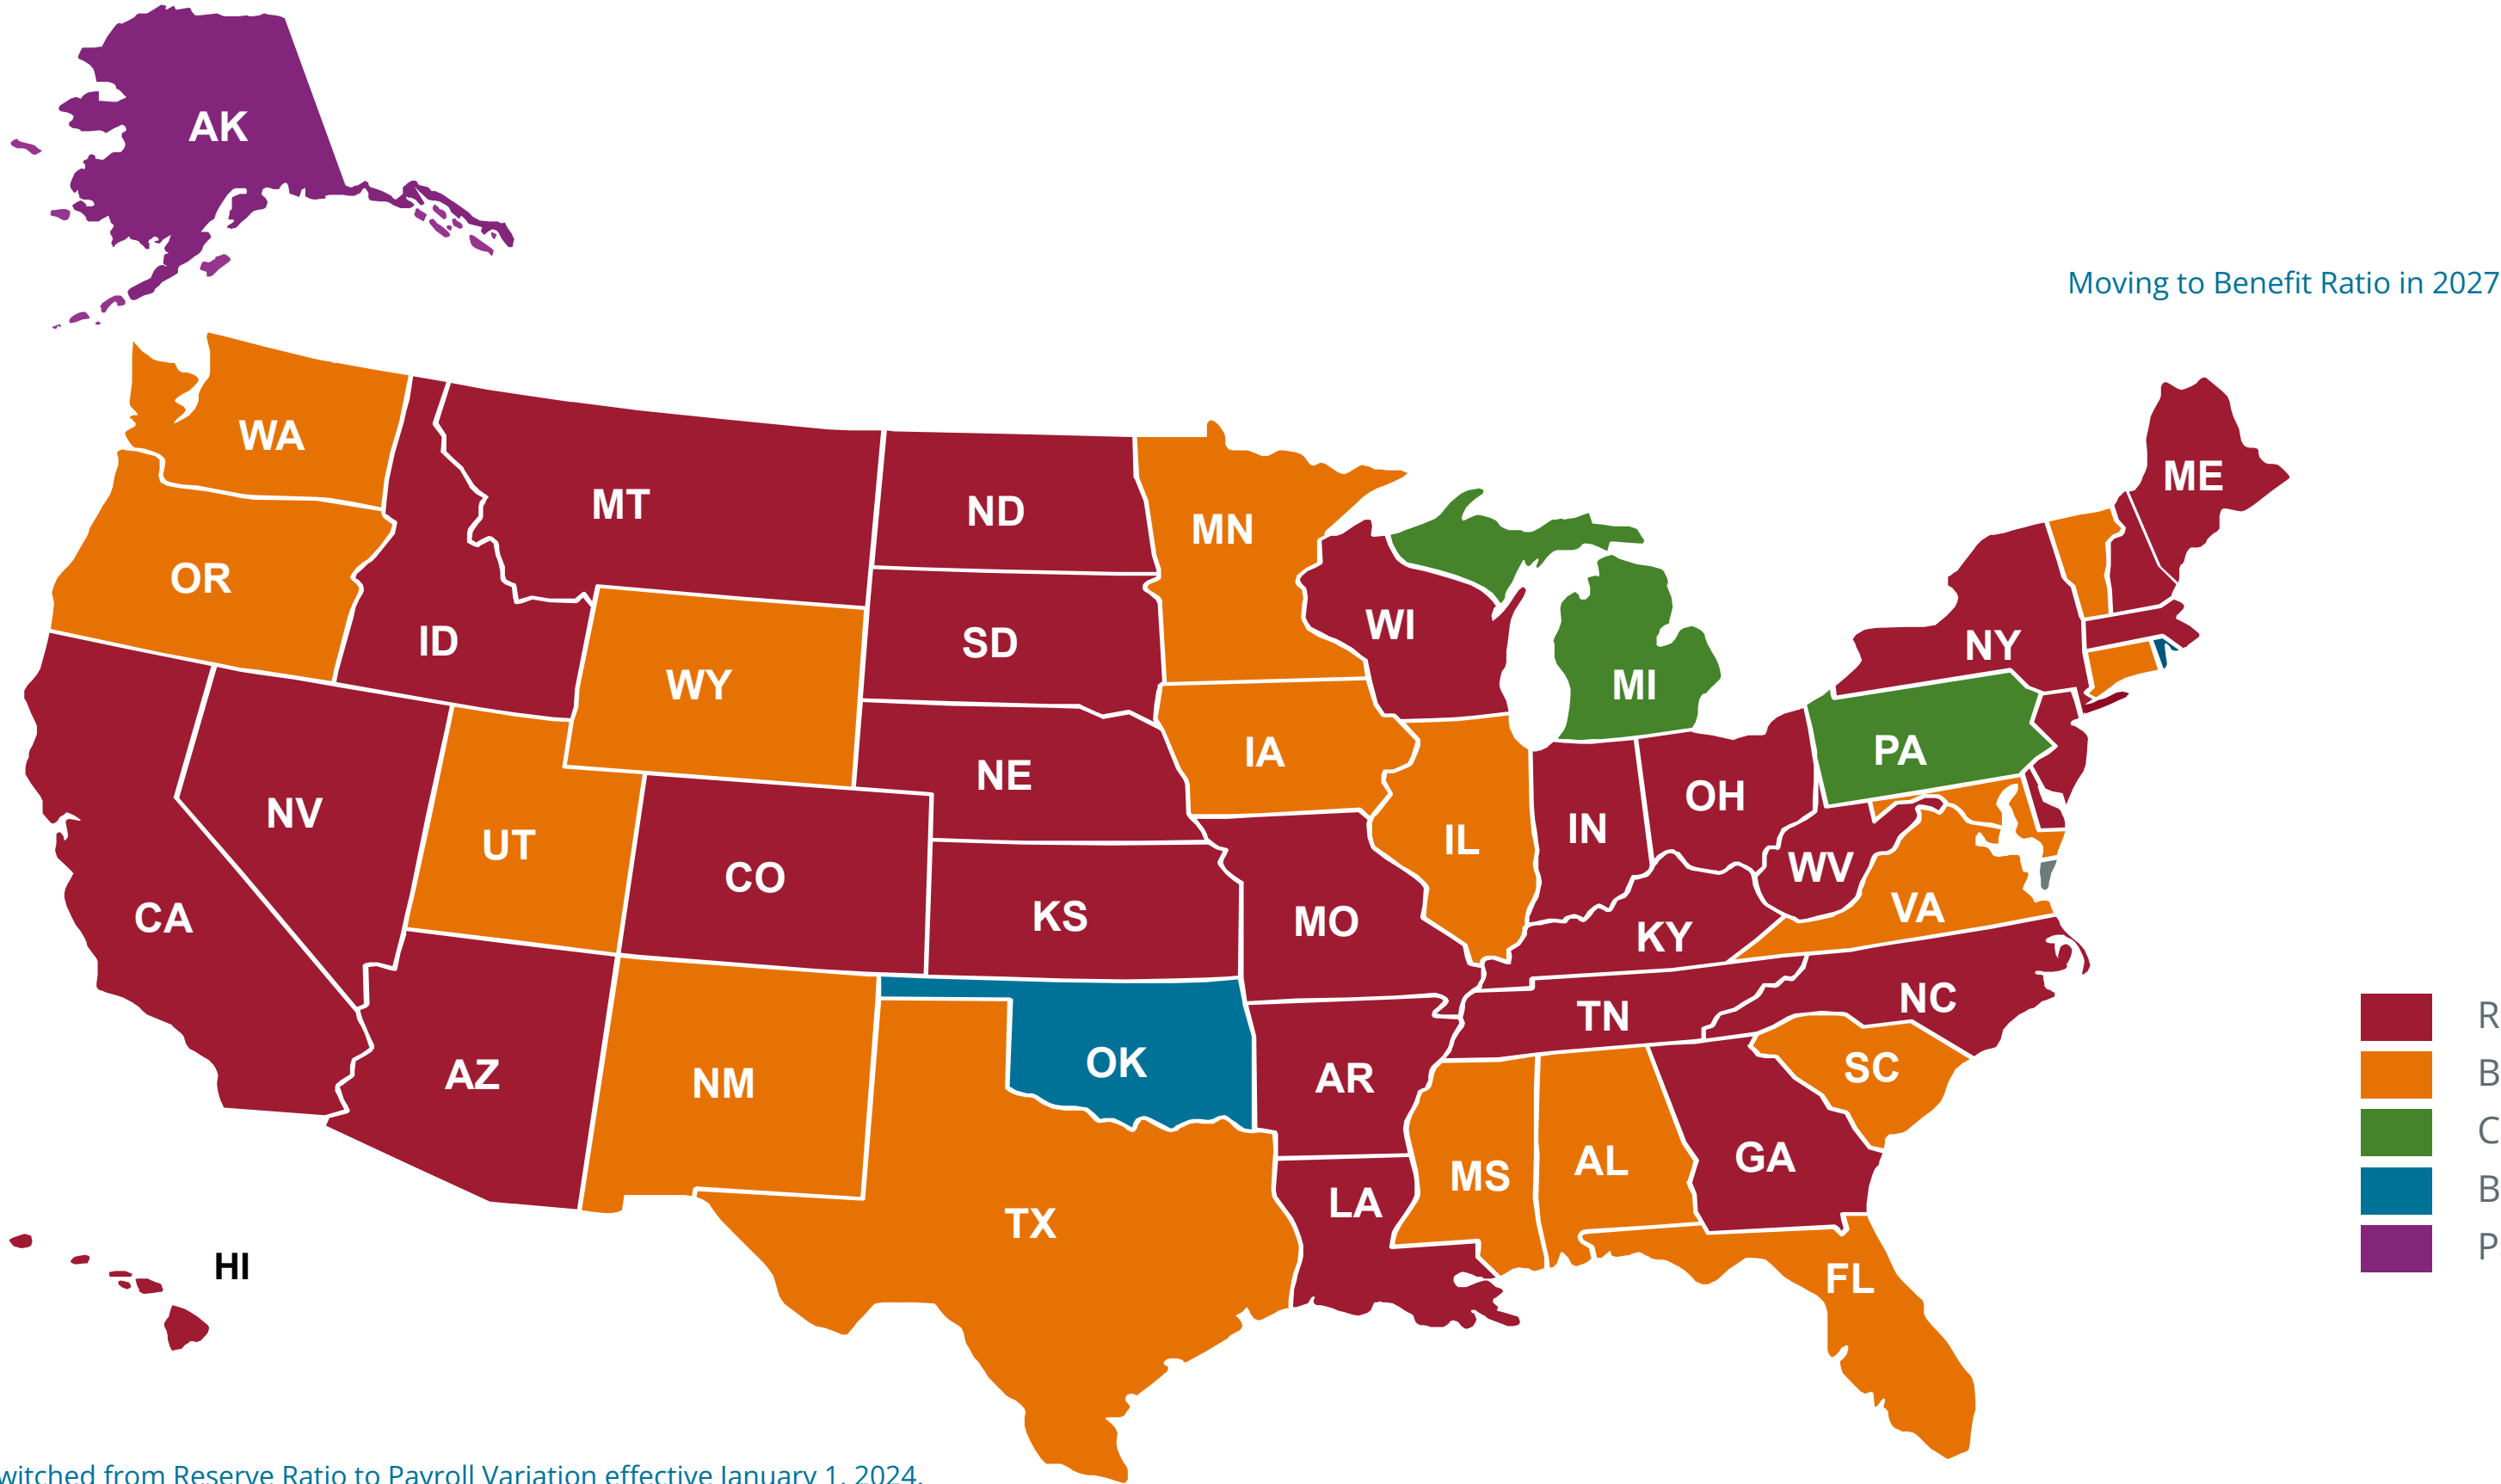 AK
Moving to Benefit Ratio in 2027
WA
MT
ND
MN
ME
OR
ID
SD
WI
NY
WY
MI
PA
IA
NE
NV
UT
OH
IL
IN
CO
WV
CA
KS
MO
VA
KY
NC
R
TN
AZ
NM
OK
AR
SC
B
C
MS
AL
GA
B
LA
TX
HI
P
FL
witched from Reserve Ratio to Payroll Variation effective January 1, 2024.